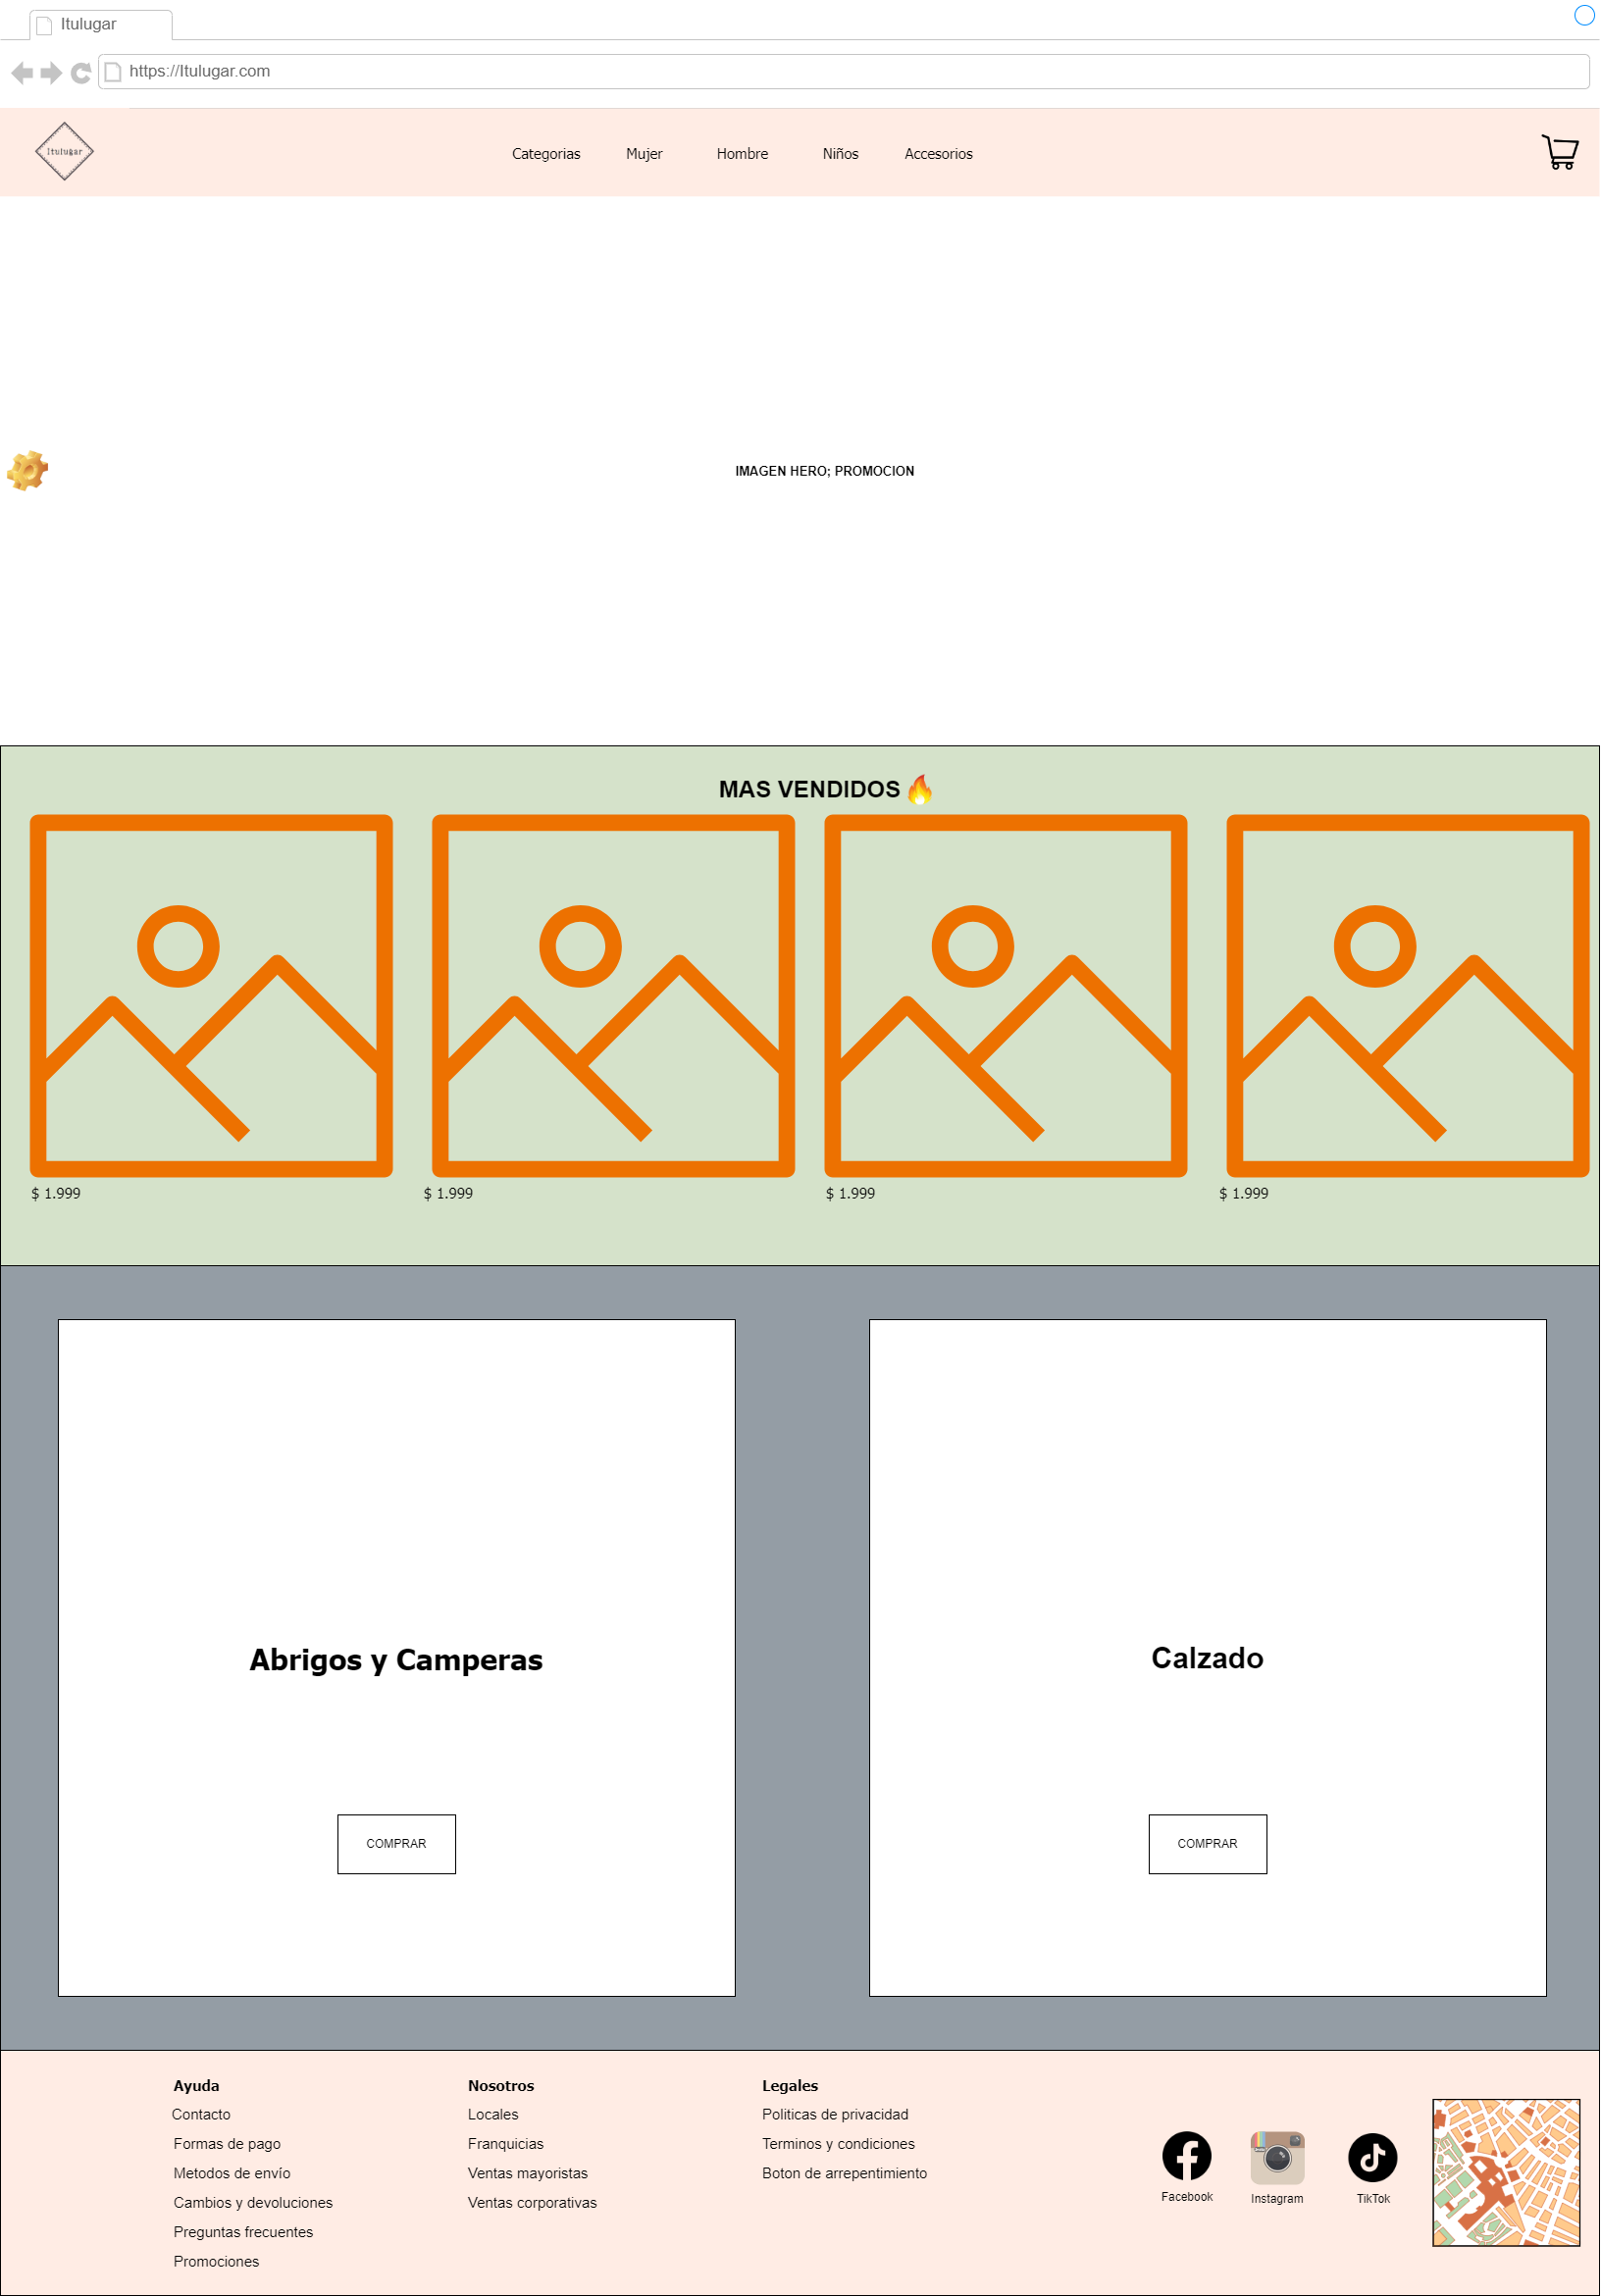 Itulugar
https://Itulugar.com
Itulugar
Categorias Mujer Hombre Niños Accesorios
IMAGEN HERO; PROMOCION
MAS VENDIDOS 🔥
$ 1.999 $ 1.999 $ 1.999 $ 1.999
Abrigos y Camperas
COMPRAR
Calzado
COMPRAR
Ayuda
Contacto
Formas de pago
Metodos de envío
Cambios y devoluciones
Preguntas frecuentes
Promociones
Nosotros
Locales
Franquicias
Ventas mayoristas
Ventas corporativas
Legales
Politicas de privacidad
Terminos y condiciones
Boton de arrepentimiento
Facebook
Instagram
TikTok